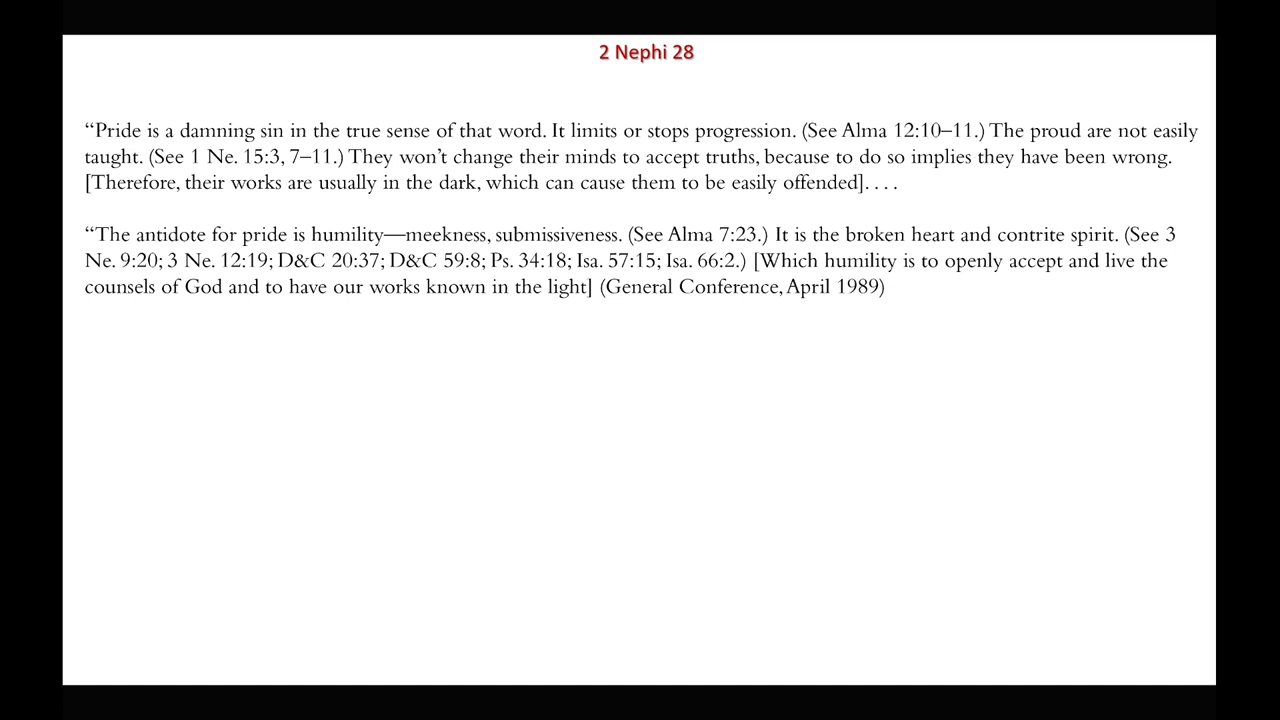 2 Nephi 28
“Pride is a damning sin in the true sense of that word. It limits or stops progression. (See Alma 12:10–11.) The proud are not easily
taught. (See 1 Ne. 15:3, 7–11.) They won’t change their minds to accept truths, because to do so implies they have been wrong.
[Therefore, their works are usually in the dark, which can cause them to be easily offended]. . . .
“The antidote for pride is humility—meekness, submissiveness. (See Alma 7:23.) It is the broken heart and contrite spirit. (See 3
Ne. 9:20; 3 Ne. 12:19; D&C 20:37; D&C 59:8; Ps. 34:18; Isa. 57:15; Isa. 66:2.) [Which humility is to openly accept and live the
counsels of God and to have our works known in the light] (General Conference, April 1989)